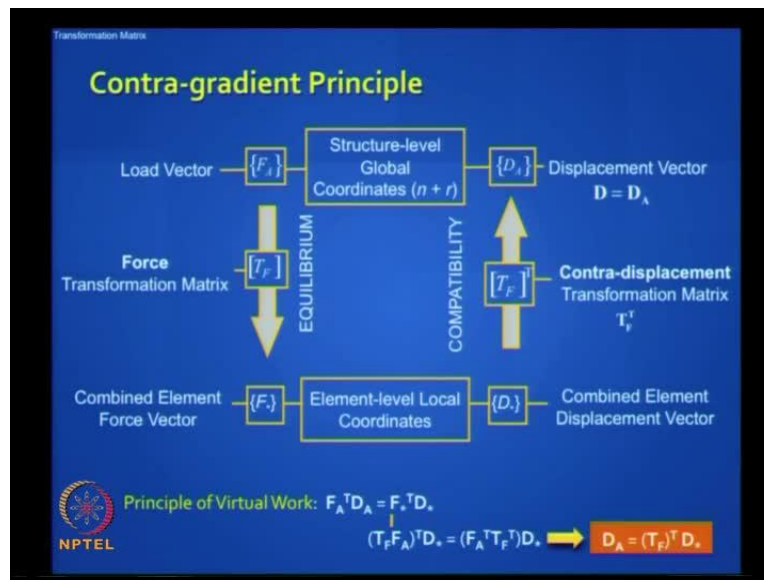 Transformation Matrix
Contra-gradient Principle
Load Vector
{F_A}
Structure-level
Global
Coordinates (n + r)
{D_A}
Displacement Vector
D = D_A
Force
Transformation Matrix
[T_F]
EQUILIBRIUM
COMPATIBILITY
[T_F]^T
Contra-displacement
Transformation Matrix
T_F^T
Combined Element
Force Vector
{F_*}
Element-level Local
Coordinates
{D_*}
Combined Element
Displacement Vector
Principle of Virtual Work: F_A^T D_A = F_*^T D_*
(T_F F_A)^T D_* = (F_A^T T_F^T) D_*
D_A = (T_F)^T D_*
NPTEL